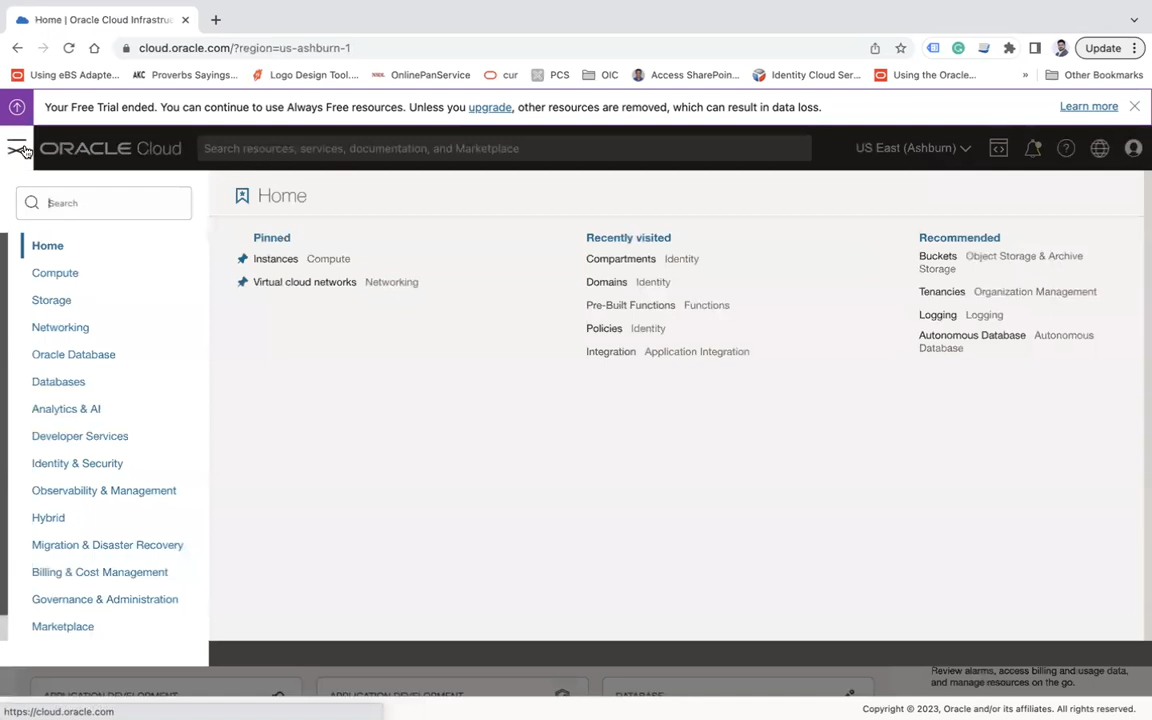 Home | Oracle Cloud Infrastruc
cloud.oracle.com/?region=us-ashburn-1
Update
Using eBS Adapte...
AKC Proverbs Sayings...
Logo Design Tool....
OnlinePanService
cur
PCS
OIC
Access SharePoin...
Identity Cloud Ser...
Using the Oracle...
»
Other Bookmarks
Your Free Trial ended. You can continue to use Always Free resources. Unless you upgrade, other resources are removed, which can result in data loss.
Learn more
ORACLE Cloud
Search resources, services, documentation, and Marketplace
US East (Ashburn)
Search
Home
Compute
Storage
Networking
Oracle Database
Databases
Analytics & AI
Developer Services
Identity & Security
Observability & Management
Hybrid
Migration & Disaster Recovery
Billing & Cost Management
Governance & Administration
Marketplace
Home
Pinned
Instances Compute
Virtual cloud networks Networking
Recently visited
Compartments Identity
Domains Identity
Pre-Built Functions Functions
Policies Identity
Integration Application Integration
Recommended
Buckets Object Storage & Archive
Storage
Tenancies Organization Management
Logging Logging
Autonomous Database Autonomous
Database
Review alarms, access billing and usage data,
and manage resources on the go.
APPLICATION DEVELOPMENT
APPLICATION DEVELOPMENT
DATABASE
https://cloud.oracle.com
Copyright © 2023, Oracle and/or its affiliates. All rights reserved.